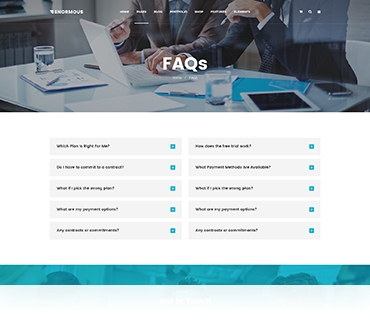 ENORMOUS HOME PAGES BLOG PORTFOLIO SHOP FEATURES ELEMENTS
FAQs
Home / FAQs
Which Plan is Right For Me?
How does the free trial work?
Do I have to commit to a contract?
What Payment Methods Are Available?
What if I pick the wrong plan?
What if I pick the wrong plan?
What are my payment options?
What are my payment options?
Any contracts or commitments?
Any contracts or commitments?